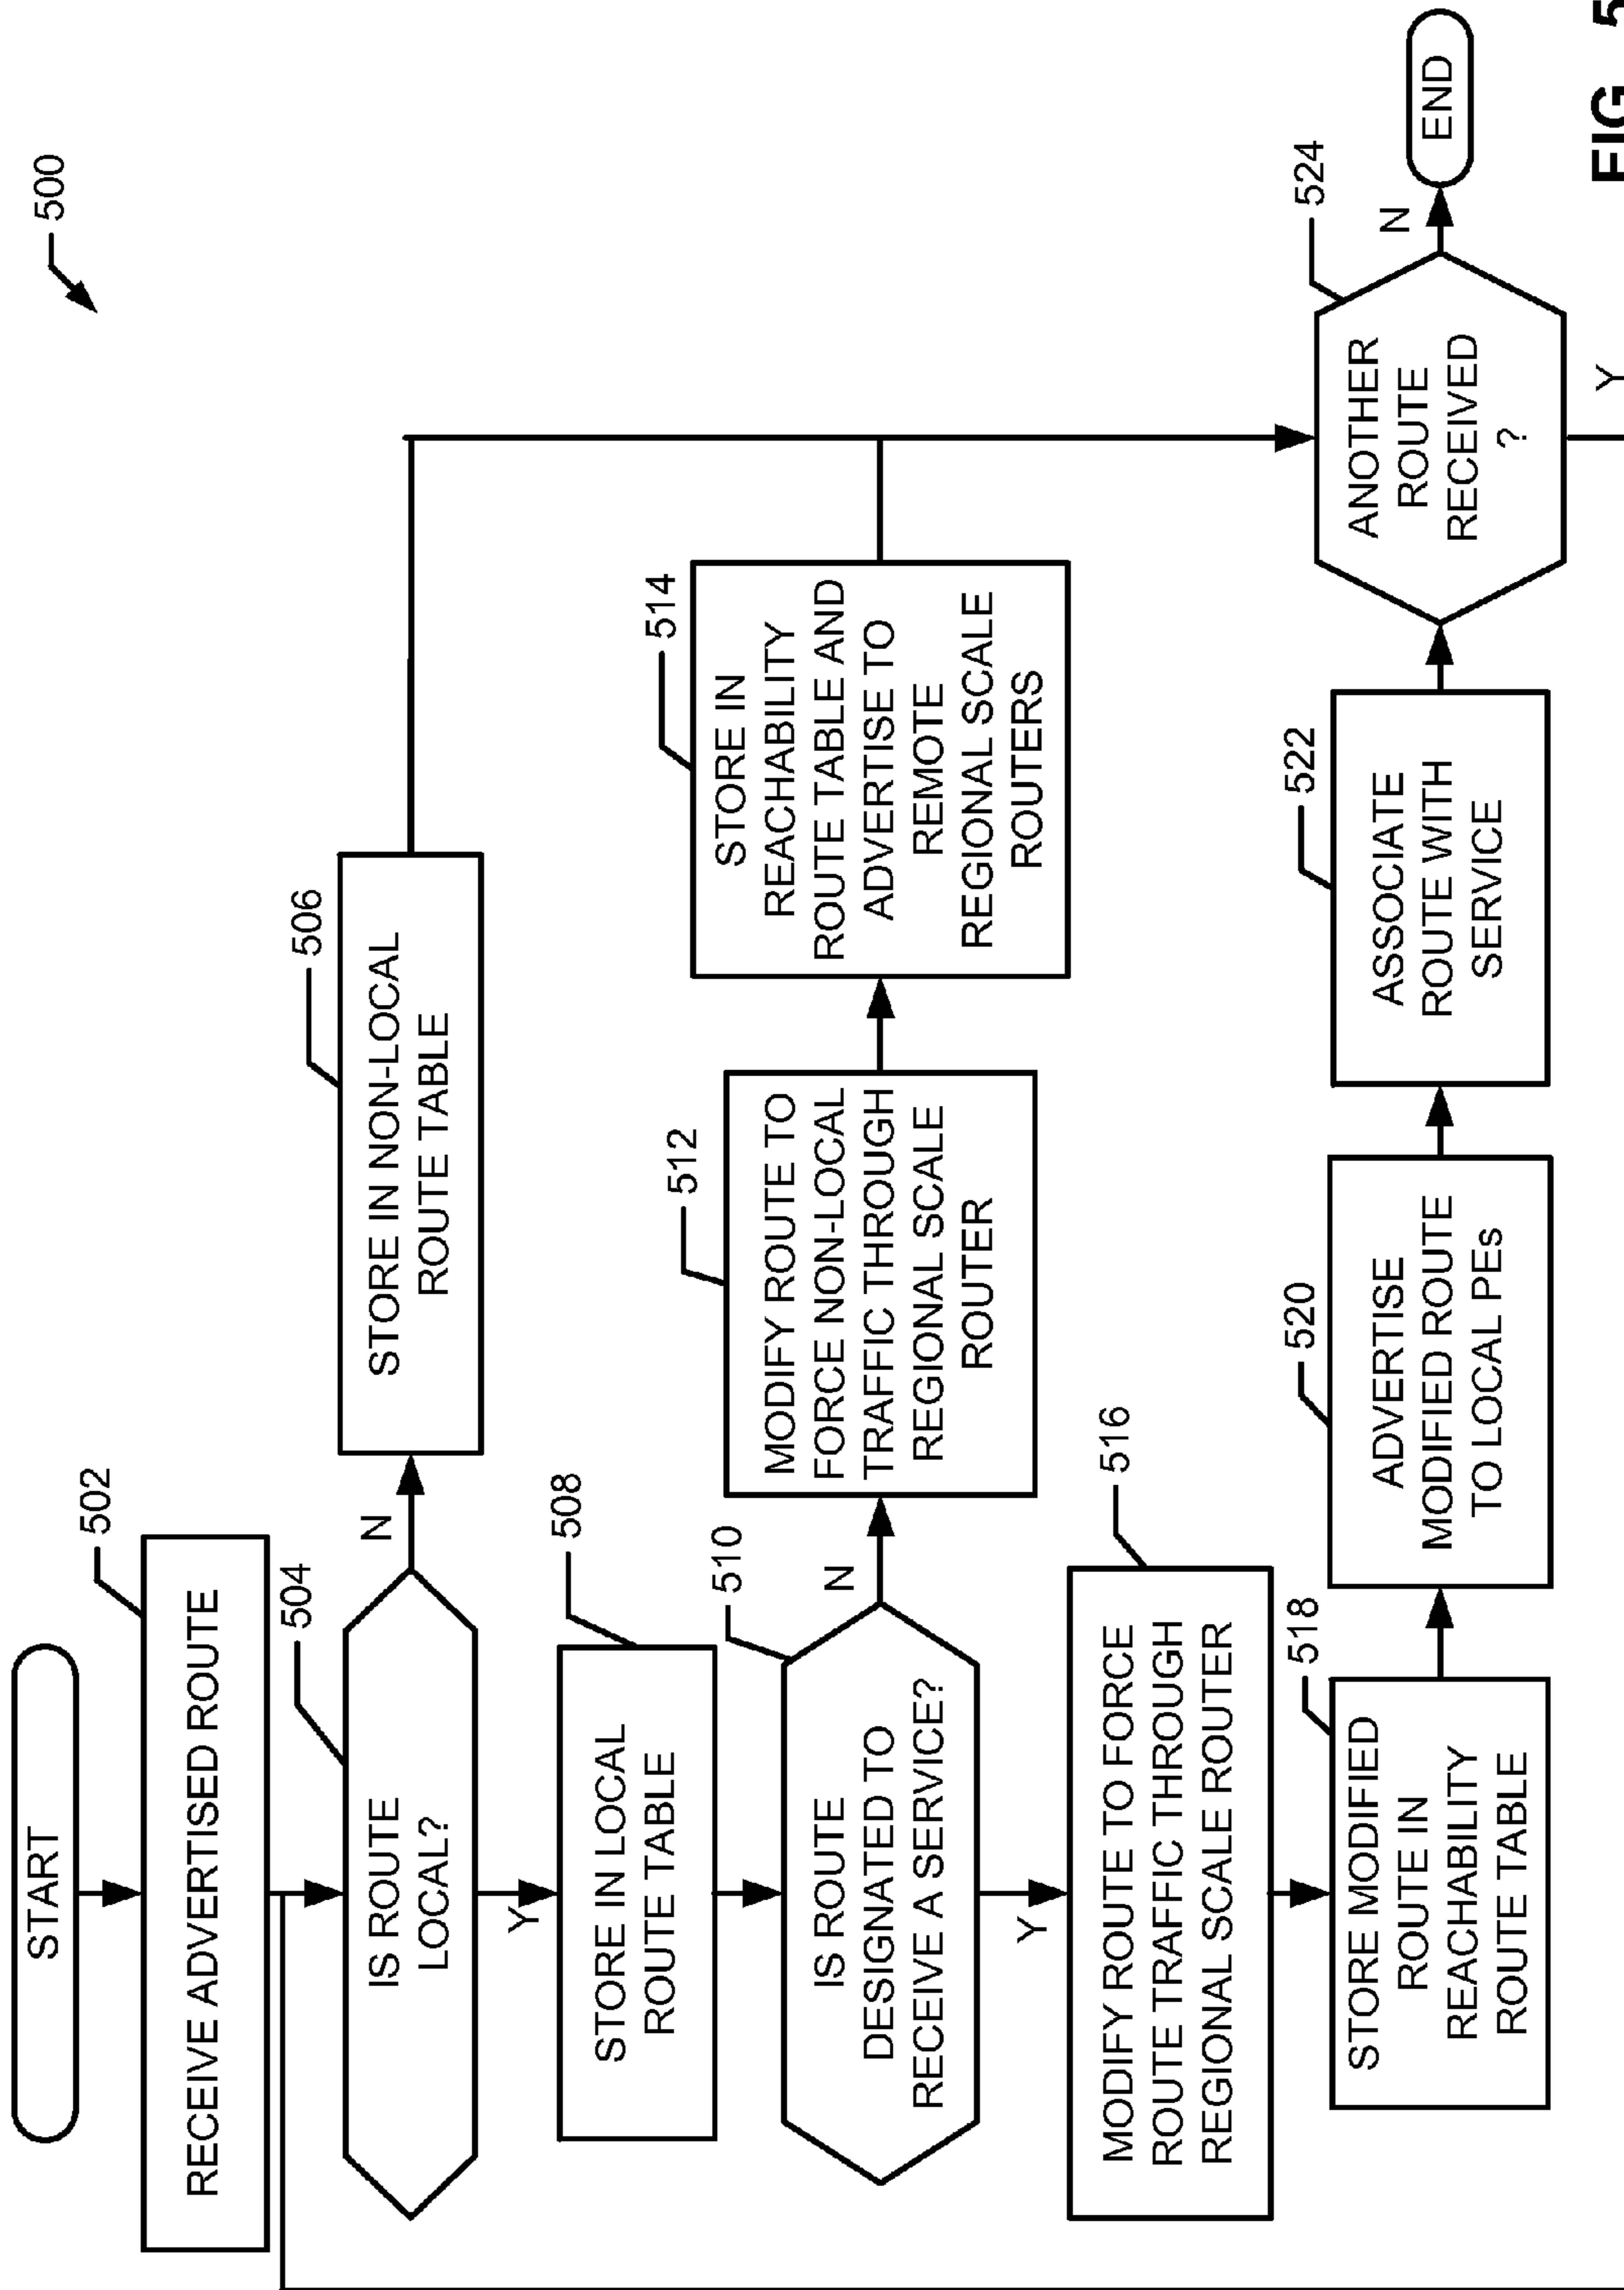 500
START
502
RECEIVE ADVERTISED ROUTE
504
IS ROUTE
LOCAL?
N
506
STORE IN NON-LOCAL
ROUTE TABLE
Y
508
STORE IN LOCAL
ROUTE TABLE
510
IS ROUTE
DESIGNATED TO
RECEIVE A SERVICE?
N
512
MODIFY ROUTE TO
FORCE NON-LOCAL
TRAFFIC THROUGH
REGIONAL SCALE
ROUTER
514
STORE IN
REACHABILITY
ROUTE TABLE AND
ADVERTISE TO
REMOTE
REGIONAL SCALE
ROUTERS
Y
516
MODIFY ROUTE TO FORCE
ROUTE TRAFFIC THROUGH
REGIONAL SCALE ROUTER
518
STORE MODIFIED
ROUTE IN
REACHABILITY
ROUTE TABLE
520
ADVERTISE
MODIFIED ROUTE
TO LOCAL PEs
522
ASSOCIATE
ROUTE WITH
SERVICE
524
ANOTHER
ROUTE
RECEIVED
?
N
END
Y
FIG. 5